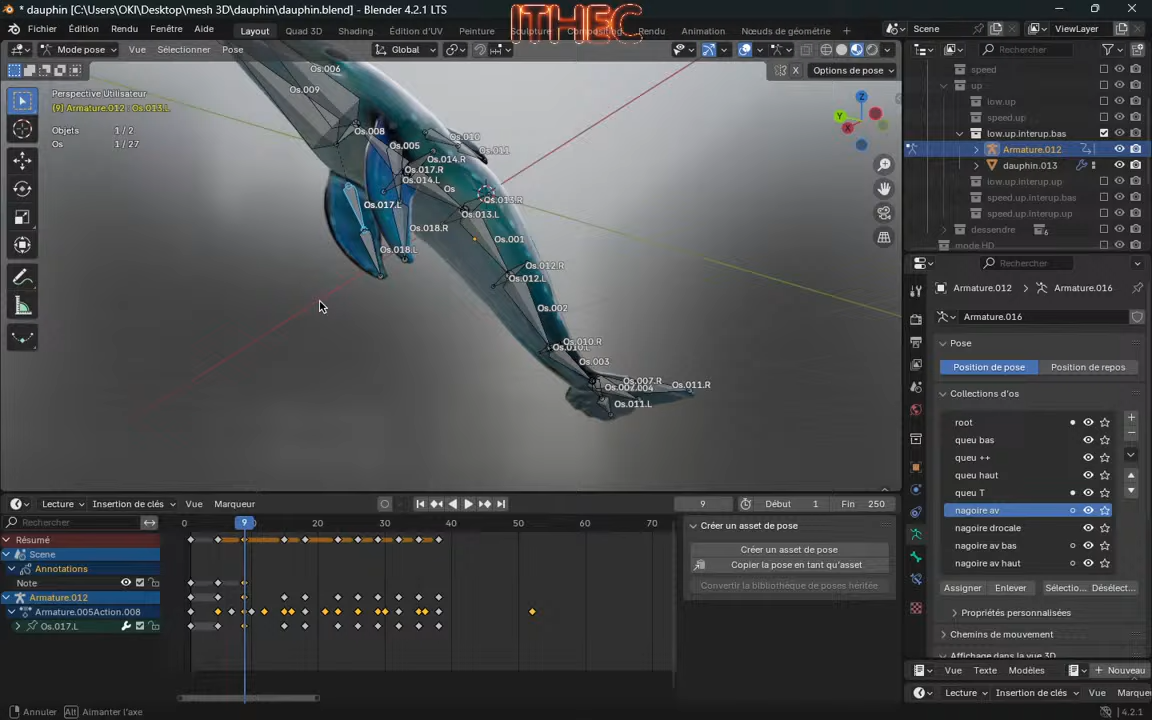 * dauphin [C:\Users\OKI\Desktop\mesh 3D\dauphin\dauphin.blend] - Blender 4.2.1 LTS
ITHEC
Fichier Édition Rendu Fenêtre Aide Layout Quad 3D Shading Édition d'UV Peinture Sculpture Compositing Rendu Animation Nœuds de géométrie Scene ViewLayer
Mode pose Vue Sélectionner Pose Global Rechercher
X Options de pose
Perspective Utilisateur
(9) Armature.012 : Os.013.L
Objets 1 / 2
Os 1 / 27
Os.006
Os.009
Os.008
Os.010
Os.005
Os.011
Os.014.R
Os.017.R
Os.014.L
Os
Os.013.R
Os.017.L
Os.013.L
Os.018.R
Os.001
Os.018.L
Os.012.R
Os.012.L
Os.002
Os.010.R
Os.003
Os.007.R
Os.011.R
Os.011.L
Z
Y
X
speed
up
low.up
speed.up
low.up.interup.bas
Armature.012
dauphin.013
low.up.interup.up
speed.up.interup.bas
speed.up.interup.up
dessendre 6
mode HD
Rechercher
Armature.012 Armature.016
Armature.016
Pose
Position de pose Position de repos
Collections d'os
root
queu bas
queu ++
queu haut
queu T
nagoire av
nagoire drocale
nagoire av bas
nagoire av haut
Assigner Enlever Sélectio... Désélect...
Propriétés personnalisées
Chemins de mouvement
Affichage dans la vue 3D
Vue Texte Modèles Nouveau
Lecture Insertion de clés Vue Marque
Lecture Insertion de clés Vue Marqueur 9 Début 1 Fin 250
Rechercher 0 9 20 30 40 50 60 70
Résumé
Scene
Annotations
Note
Armature.012
Armature.005Action.008
Os.017.L
Créer un asset de pose
Créer un asset de pose
Copier la pose en tant qu'asset
Convertir la bibliothèque de poses héritée
Annuler Alt Aimanter l'axe 4.2.1